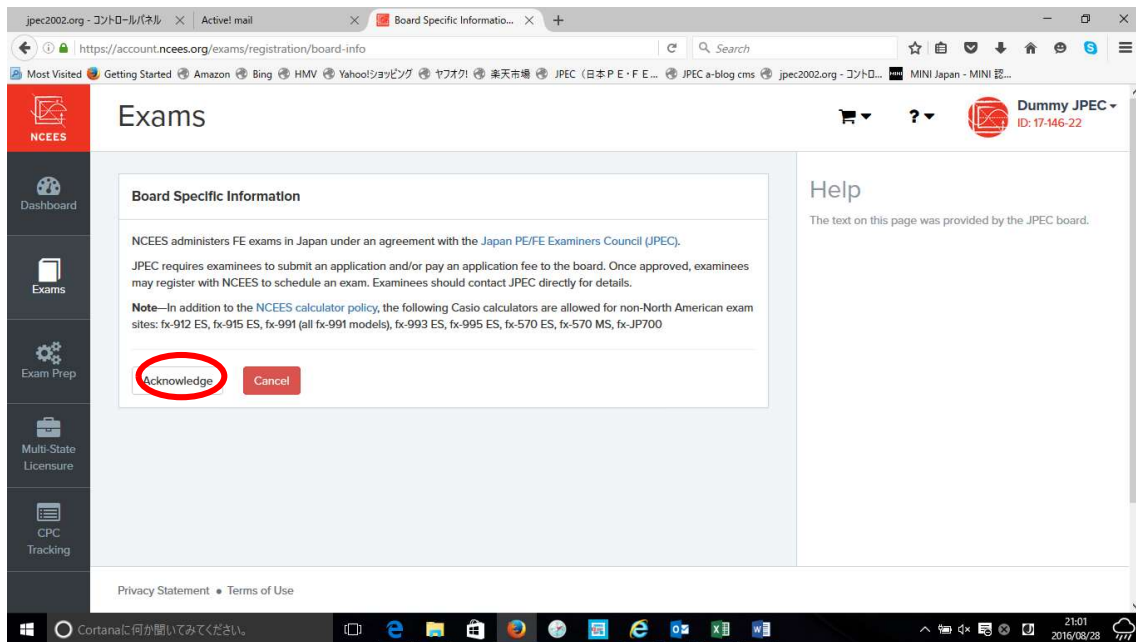 jpec2002.org - コントロールパネル
Active! mail
Board Specific Informatio...
https://account.ncees.org/exams/registration/board-info
Search
Most Visited Getting Started Amazon Bing HMV Yahoo!ショッピング ヤフオク! 楽天市場 JPEC (日本ＰＥ・ＦＥ... JPEC a-blog cms jpec2002.org - コントロ... MINI Japan - MINI 認...
NCEES
Exams
?
Dummy JPEC
ID: 17-146-22
Dashboard
Exams
Exam Prep
Multi-State
Licensure
CPC
Tracking
Board Specific Information
NCEES administers FE exams in Japan under an agreement with the Japan PE/FE Examiners Council (JPEC).
JPEC requires examinees to submit an application and/or pay an application fee to the board. Once approved, examinees
may register with NCEES to schedule an exam. Examinees should contact JPEC directly for details.
Note—In addition to the NCEES calculator policy, the following Casio calculators are allowed for non-North American exam
sites: fx-912 ES, fx-915 ES, fx-991 (all fx-991 models), fx-993 ES, fx-995 ES, fx-570 ES, fx-570 MS, fx-JP700
Acknowledge
Cancel
Help
The text on this page was provided by the JPEC board.
Privacy Statement • Terms of Use
Cortanaに何か聞いてみてください。
21:01
2016/08/28